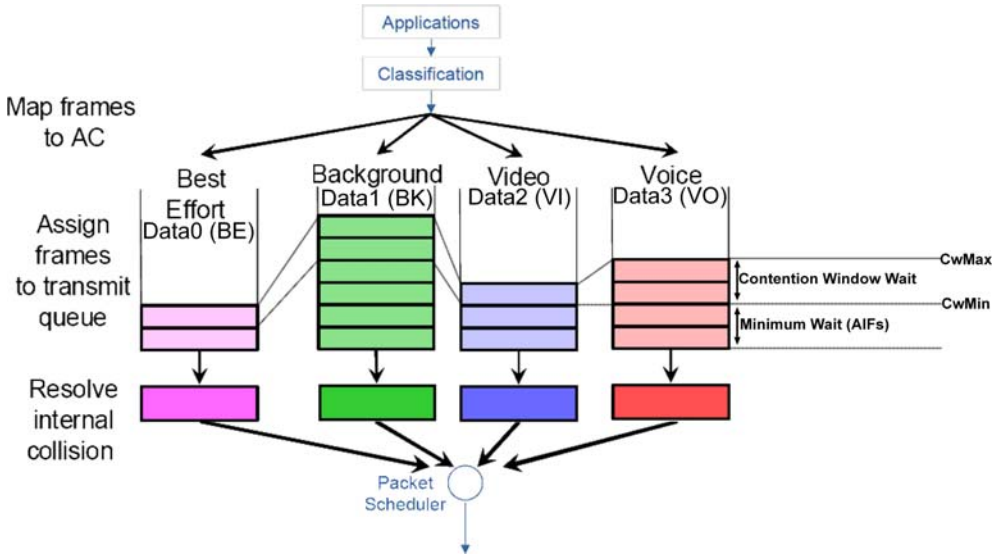 Applications
Classification
Map frames
to AC
Best
Effort
Data0 (BE)
Background
Data1 (BK)
Video
Data2 (VI)
Voice
Data3 (VO)
Assign
frames
to transmit
queue
CwMax
Contention Window Wait
CwMin
Minimum Wait (AIFs)
Resolve
internal
collision
Packet
Scheduler